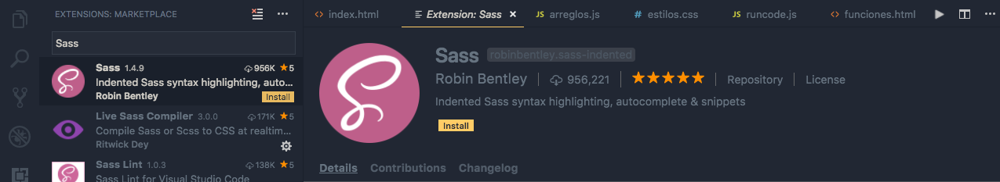 EXTENSIONS: MARKETPLACE
Sass
Sass 1.4.9 956K 5
Indented Sass syntax highlighting, auto...
Robin Bentley Install
Live Sass Compiler 3.0.0 171K 5
Compile Sass or Scss to CSS at realtim...
Ritwick Dey
Sass Lint 1.0.3 138K 5
Sass Lint for Visual Studio Code
index.html Extension: Sass JS arreglos.js # estilos.css JS runcode.js funciones.html
Sass robinbentley.sass-indented
Robin Bentley 956,221 Repository License
Indented Sass syntax highlighting, autocomplete & snippets
Install
Details Contributions Changelog